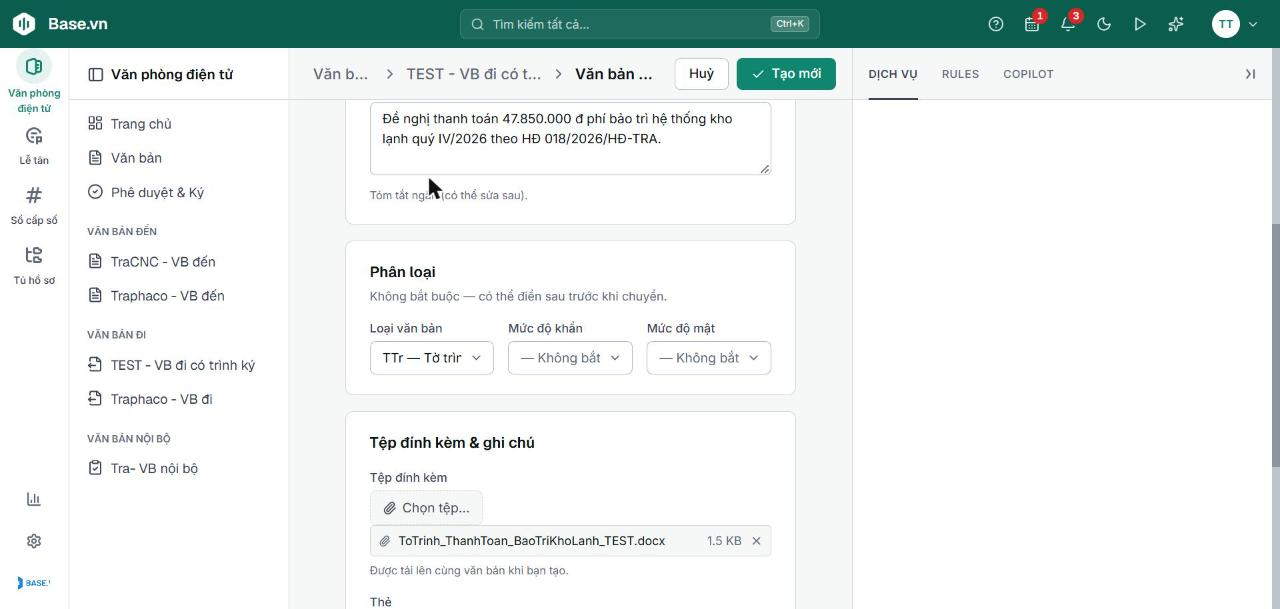 Base.vn
Tìm kiếm tất cả...
Ctrl+K
1
3
TT
Văn phòng điện tử
Lễ tân
Sổ cấp số
Tủ hồ sơ
BASE.
Văn phòng điện tử
Trang chủ
Văn bản
Phê duyệt & Ký
VĂN BẢN ĐẾN
TraCNC - VB đến
Traphaco - VB đến
VĂN BẢN ĐI
TEST - VB đi có trình ký
Traphaco - VB đi
VĂN BẢN NỘI BỘ
Tra- VB nội bộ
Văn b... > TEST - VB đi có t... > Văn bản ...
Huỷ
Tạo mới
Đề nghị thanh toán 47.850.000 đ phí bảo trì hệ thống kho
lạnh quý IV/2026 theo HĐ 018/2026/HĐ-TRA.
Tóm tắt ngắn (có thể sửa sau).
Phân loại
Không bắt buộc — có thể điền sau trước khi chuyển.
Loại văn bản
Mức độ khẩn
Mức độ mật
TTr — Tờ trìn
— Không bắt
— Không bắt
Tệp đính kèm & ghi chú
Tệp đính kèm
Chọn tệp...
ToTrinh_ThanhToan_BaoTriKhoLanh_TEST.docx
1.5 KB
Được tải lên cùng văn bản khi bạn tạo.
Thẻ
DỊCH VỤ
RULES
COPILOT